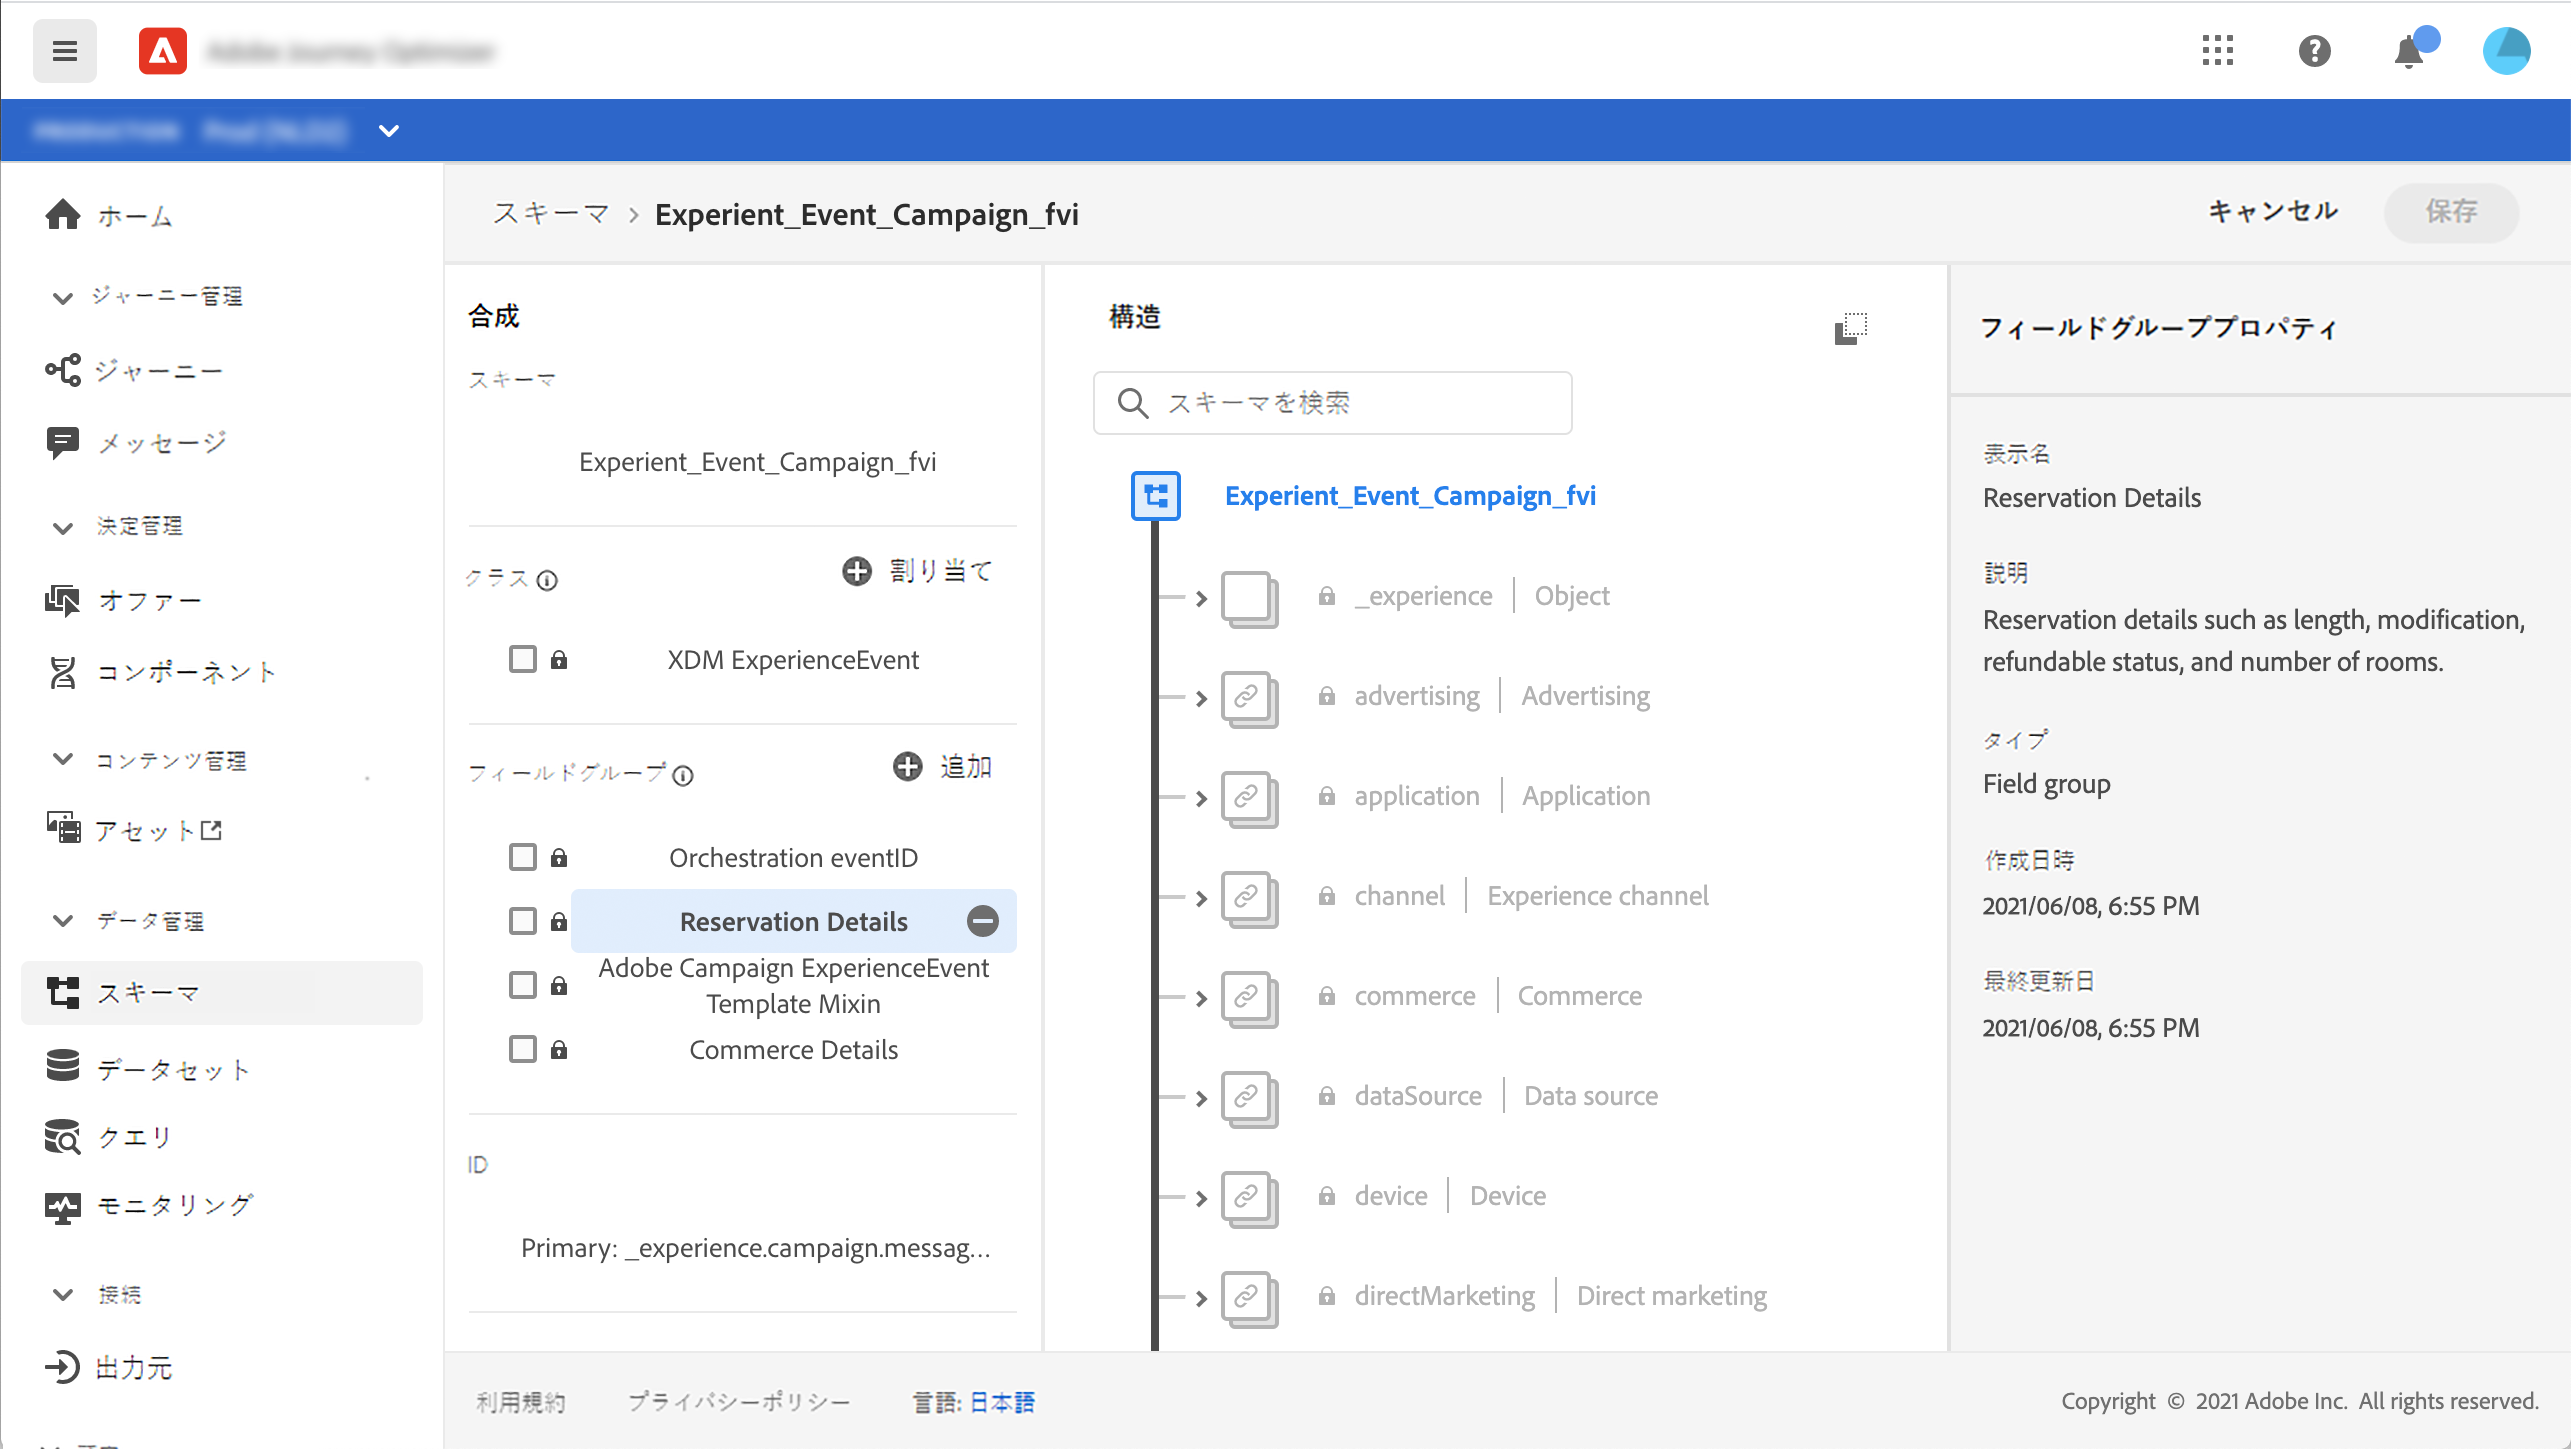 スキーマ > Experient_Event_Campaign_fvi
キャンセル
保存
ホーム
ジャーニー管理
ジャーニー
メッセージ
決定管理
オファー
コンポーネント
コンテンツ管理
アセット
データ管理
スキーマ
データセット
クエリ
モニタリング
接続
出力元
合成
スキーマ
Experient_Event_Campaign_fvi
クラス
割り当て
XDM ExperienceEvent
フィールドグループ
追加
Orchestration eventID
Reservation Details
Adobe Campaign ExperienceEvent
Template Mixin
Commerce Details
ID
Primary: _experience.campaign.messag...
構造
スキーマを検索
Experient_Event_Campaign_fvi
_experience | Object
advertising | Advertising
application | Application
channel | Experience channel
commerce | Commerce
dataSource | Data source
device | Device
directMarketing | Direct marketing
フィールドグループプロパティ
表示名
Reservation Details
説明
Reservation details such as length, modification,
refundable status, and number of rooms.
タイプ
Field group
作成日時
2021/06/08, 6:55 PM
最終更新日
2021/06/08, 6:55 PM
利用規約
プライバシーポリシー
言語: 日本語
Copyright © 2021 Adobe Inc. All rights reserved.